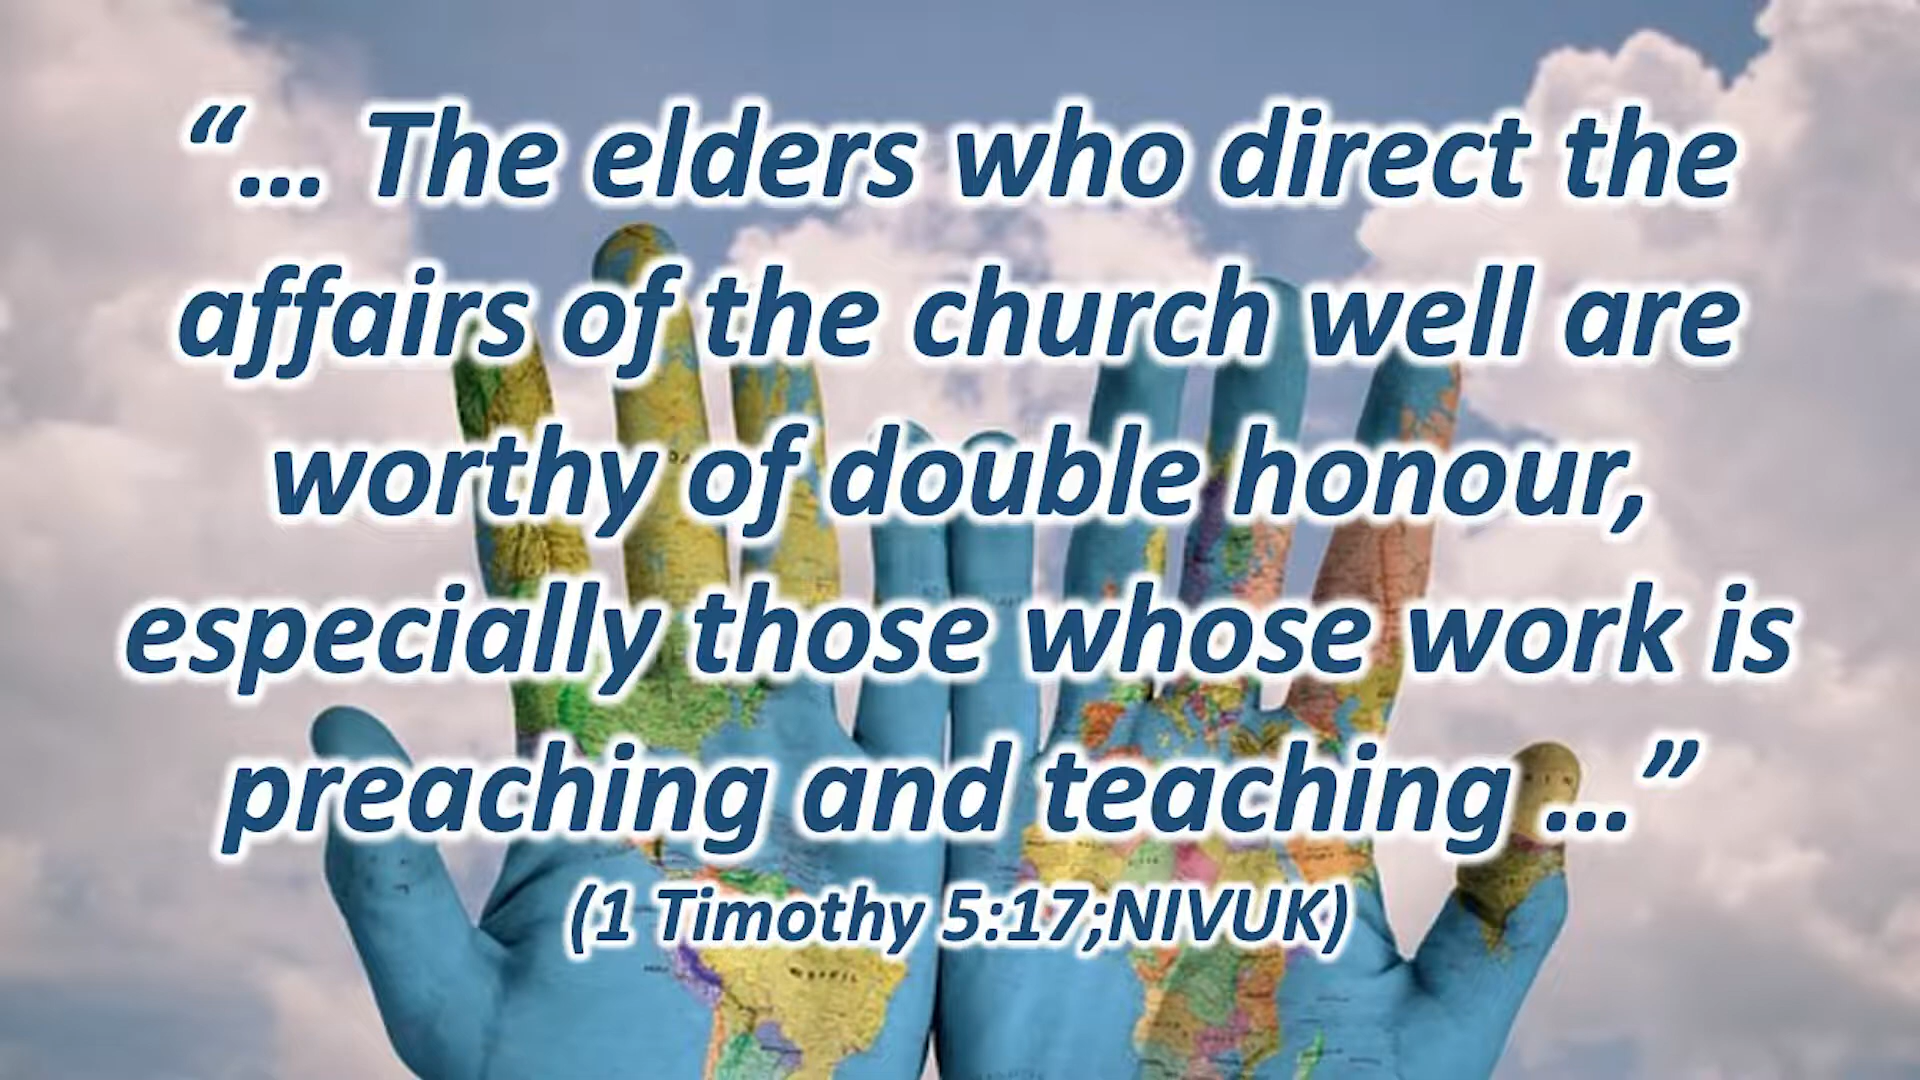 “... The elders who direct the
affairs of the church well are
worthy of double honour,
especially those whose work is
preaching and teaching ...”
(1 Timothy 5:17;NIVUK)
BRASIL